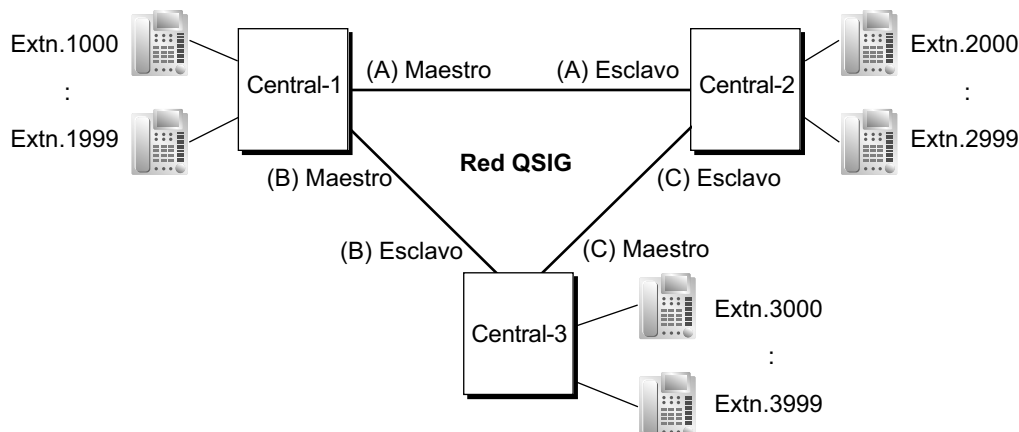 Extn.1000
:
Extn.1999
Central-1
(A) Maestro
(A) Esclavo
Central-2
Extn.2000
:
Extn.2999
Red QSIG
(B) Maestro
(C) Esclavo
(B) Esclavo
(C) Maestro
Central-3
Extn.3000
:
Extn.3999